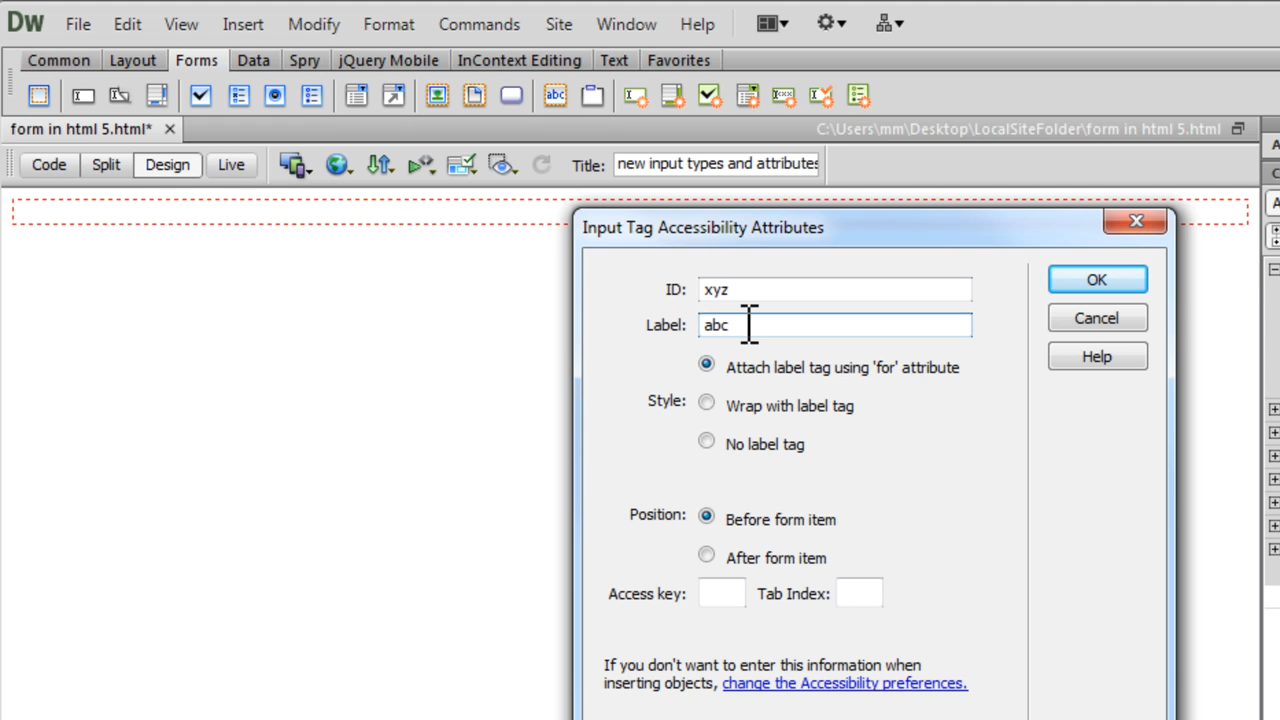 Dw File Edit View Insert Modify Format Commands Site Window Help
Common Layout Forms Data Spry jQuery Mobile InContext Editing Text Favorites
abc
form in html 5.html* C:\Users\mm\Desktop\LocalSiteFolder\form in html 5.html
Code Split Design Live Title: new input types and attributes
Input Tag Accessibility Attributes
ID: xyz OK
Label: abc Cancel
Help
Attach label tag using 'for' attribute
Style: Wrap with label tag
No label tag
Position: Before form item
After form item
Access key: Tab Index:
If you don't want to enter this information when
inserting objects, change the Accessibility preferences.